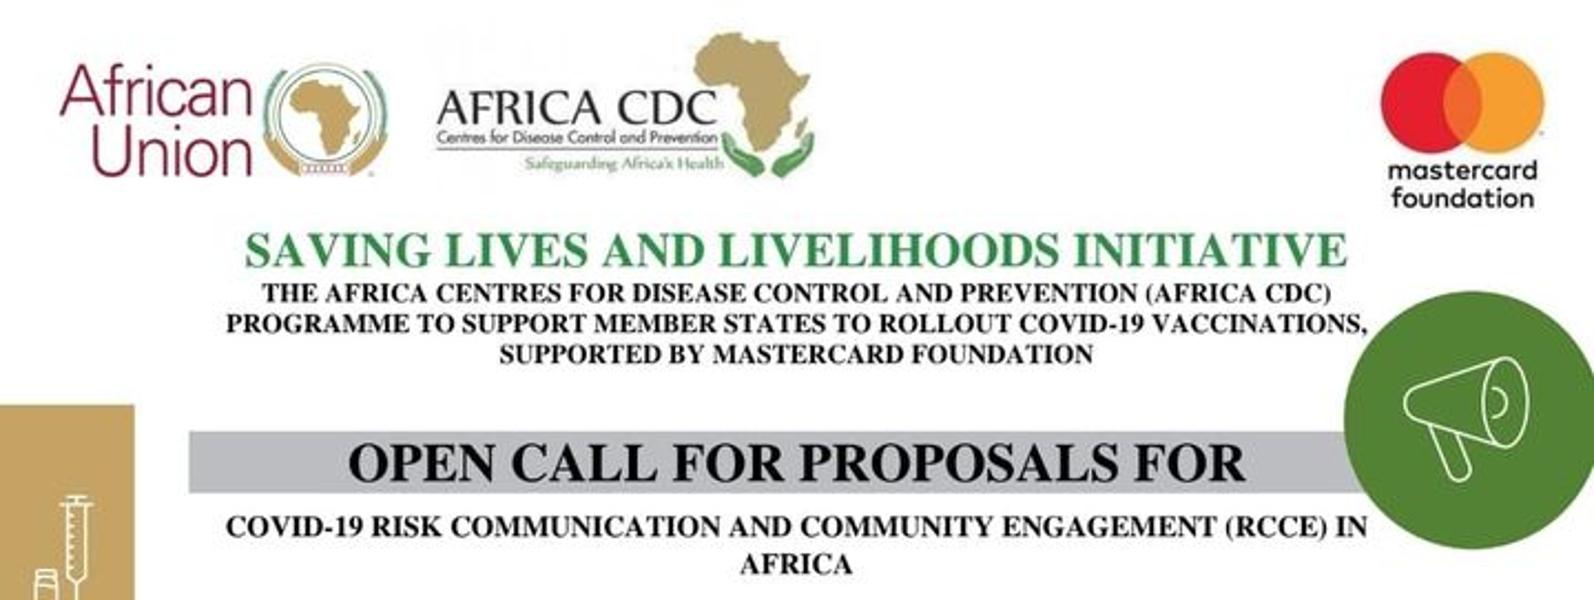 African
Union
AFRICA CDC
Centres for Disease Control and Prevention
Safeguarding Africa's Health
mastercard
foundation
SAVING LIVES AND LIVELIHOODS INITIATIVE
THE AFRICA CENTRES FOR DISEASE CONTROL AND PREVENTION (AFRICA CDC)
PROGRAMME TO SUPPORT MEMBER STATES TO ROLLOUT COVID-19 VACCINATIONS,
SUPPORTED BY MASTERCARD FOUNDATION
OPEN CALL FOR PROPOSALS FOR
COVID-19 RISK COMMUNICATION AND COMMUNITY ENGAGEMENT (RCCE) IN
AFRICA